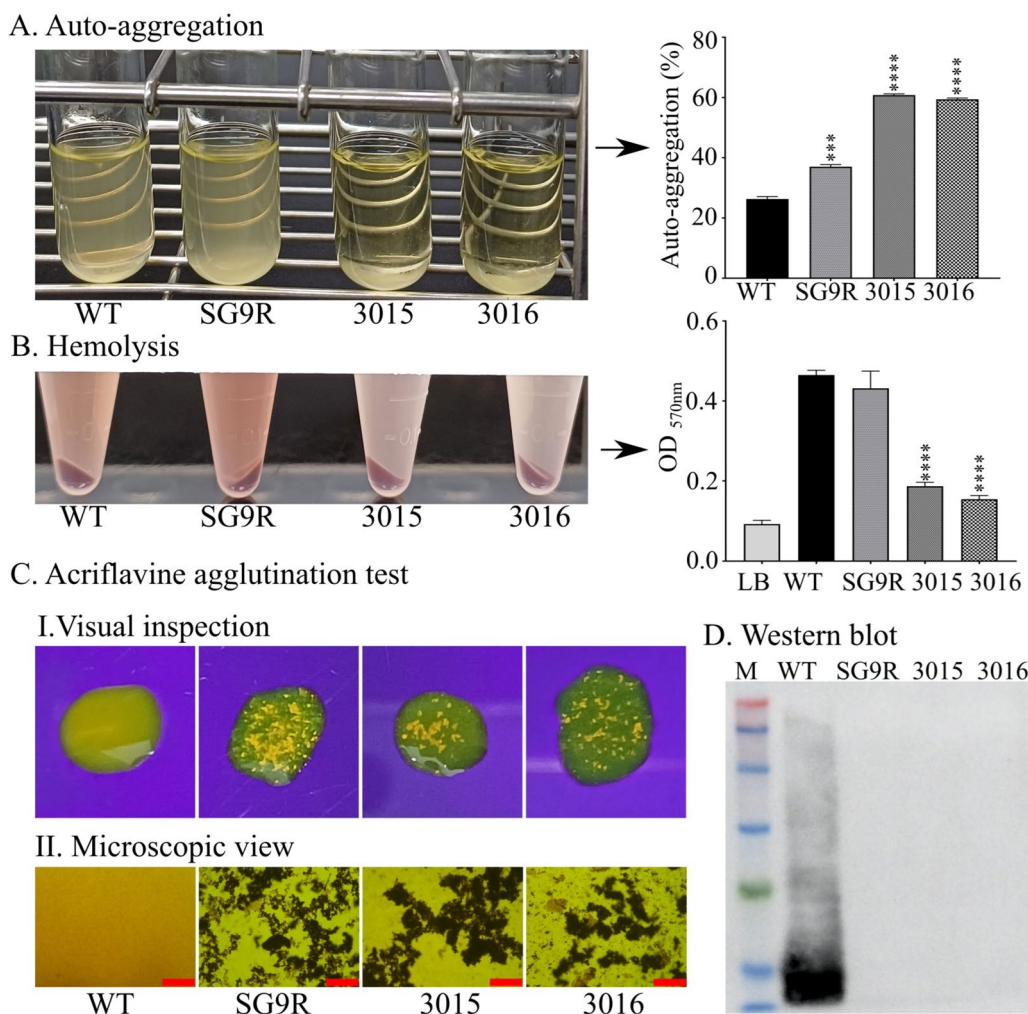 A. Auto-aggregation
WT SG9R 3015 3016
Auto-aggregation (%)
80
60
40
20
0
***
****
****
WT SG9R 3015 3016
B. Hemolysis
WT SG9R 3015 3016
OD 570nm
0.6
0.4
0.2
0.0
****
****
LB WT SG9R 3015 3016
C. Acriflavine agglutination test
I.Visual inspection
II. Microscopic view
WT SG9R 3015 3016
D. Western blot
M WT SG9R 3015 3016